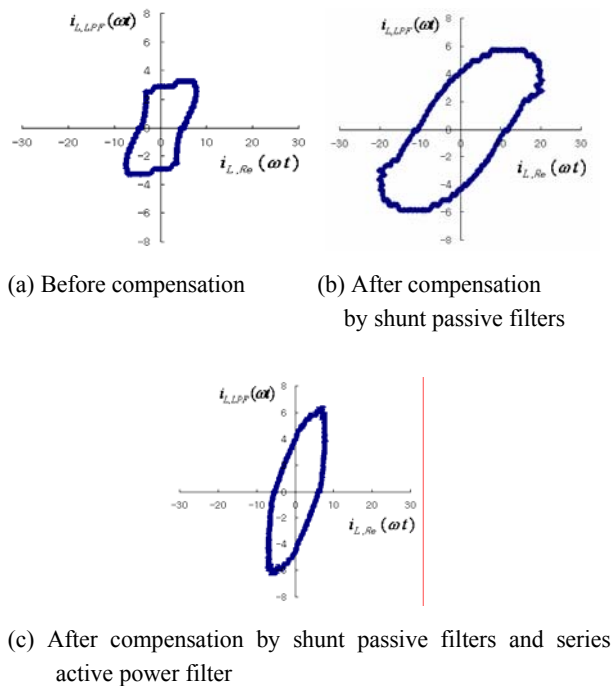 i_{L,LPF}(ωt)
8
6
4
2
0
-2
-4
-6
-8
-30 -20 -10 0 10 20 30
i_{L,Re}(ωt)
i_{L,LPF}(ωt)
8
6
4
2
0
-2
-4
-6
-8
-30 -20 -10 0 10 20 30
i_{L,Re}(ωt)
(a) Before compensation
(b) After compensation
by shunt passive filters
i_{L,LPF}(ωt)
8
6
4
2
0
-2
-4
-6
-8
-30 -20 -10 0 10 20 30
i_{L,Re}(ωt)
(c) After compensation by shunt passive filters and series
active power filter